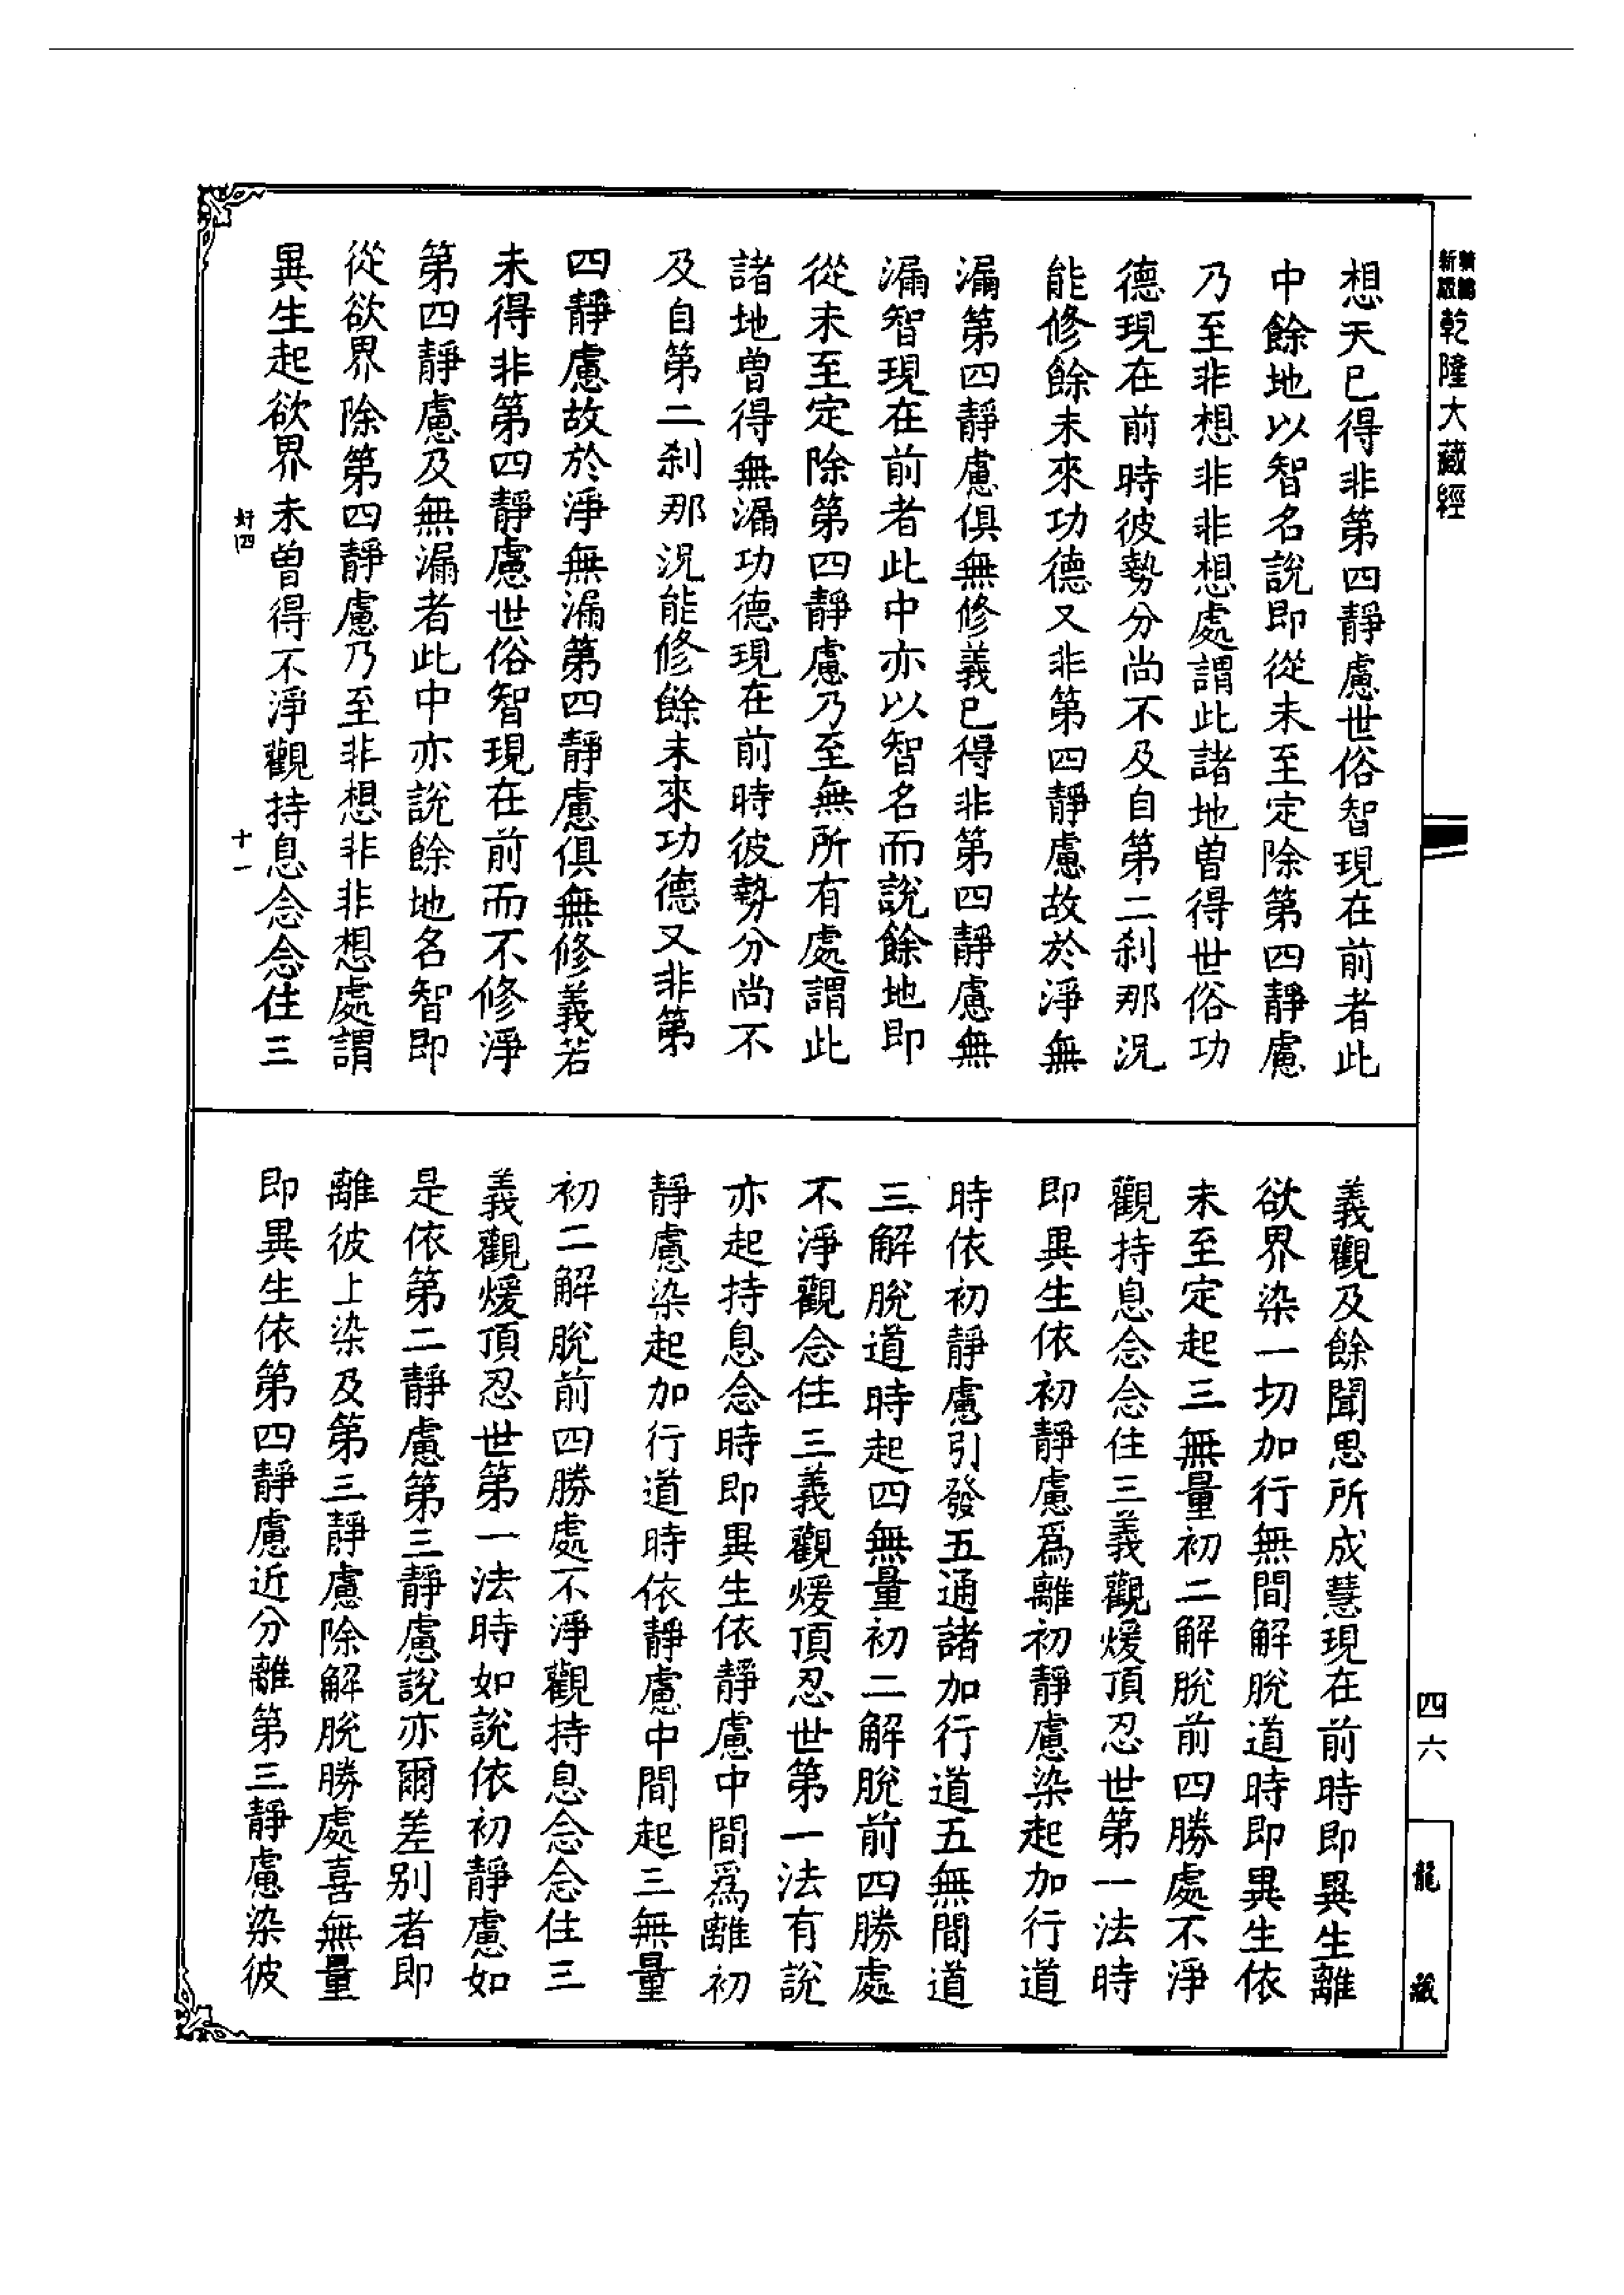 乾隆大藏經
想天已得非第四靜慮世俗智現在前者此
中餘地以智名說即從未至定除第四靜慮
乃至非想非非想處謂此諸地曾得世俗功
德現在前時彼勢分尚不及自第二刹那況
能修餘未來功德又非第四靜慮故於淨無
漏第四靜慮俱無修義已得非第四靜慮無
漏智現在前者此中亦以智名而說餘地即
從未至定除第四靜慮乃至無所有處謂此
諸地曾得無漏功德現在前時彼勢分尚不
及自第二刹那況能修餘未來功德又非第
四靜慮故於淨無漏第四靜慮俱無修義若
未得非第四靜慮世俗智現在前而不修淨
第四靜慮及無漏者此中亦說餘地名智即
從欲界除第四靜慮乃至非想非非想處謂
異生起欲界未曾得不淨觀持息念念住三
十一
義觀及餘聞思所成慧現在前時即異生離
欲界染一切加行無間解脫道時即異生依
未至定起三無量初二解脫前四勝處不淨
觀持息念念住三義觀煖頂忍世第一法時
即異生依初靜慮爲離初靜慮染起加行道
時依初靜慮引發五通諸加行道五無間道
三解脫道時起四無量初二解脫前四勝處
不淨觀念住三義觀煖頂忍世第一法有說
亦起持息念時即異生依靜慮中間爲離初
靜慮染起加行道時依靜慮中間起三無量
初二解脫前四勝處不淨觀持息念念住三
義觀煖頂忍世第一法時如說依初靜慮如
是依第二靜慮第三靜慮說亦爾差別者即
離彼上染及第三靜慮除解脫勝處喜無量
即異生依第四靜慮近分離第三靜慮染彼
四六
龍藏